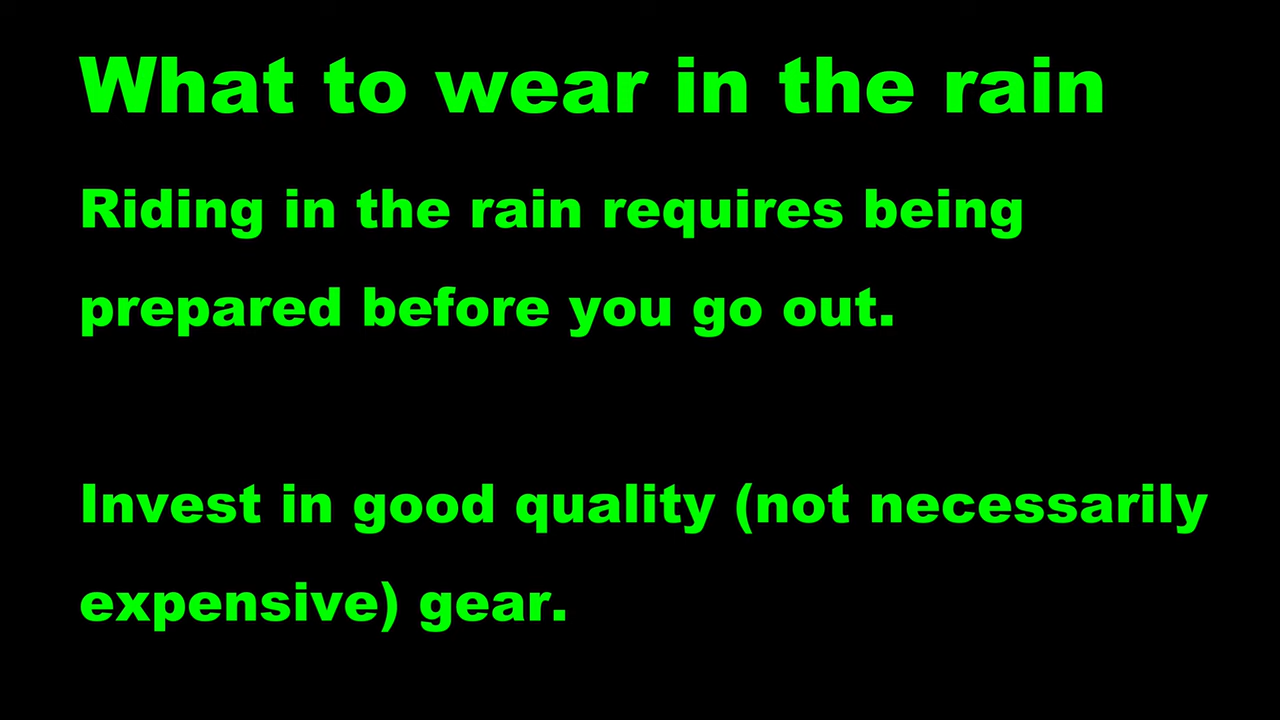 What to wear in the rain
Riding in the rain requires being
prepared before you go out.
Invest in good quality (not necessarily
expensive) gear.